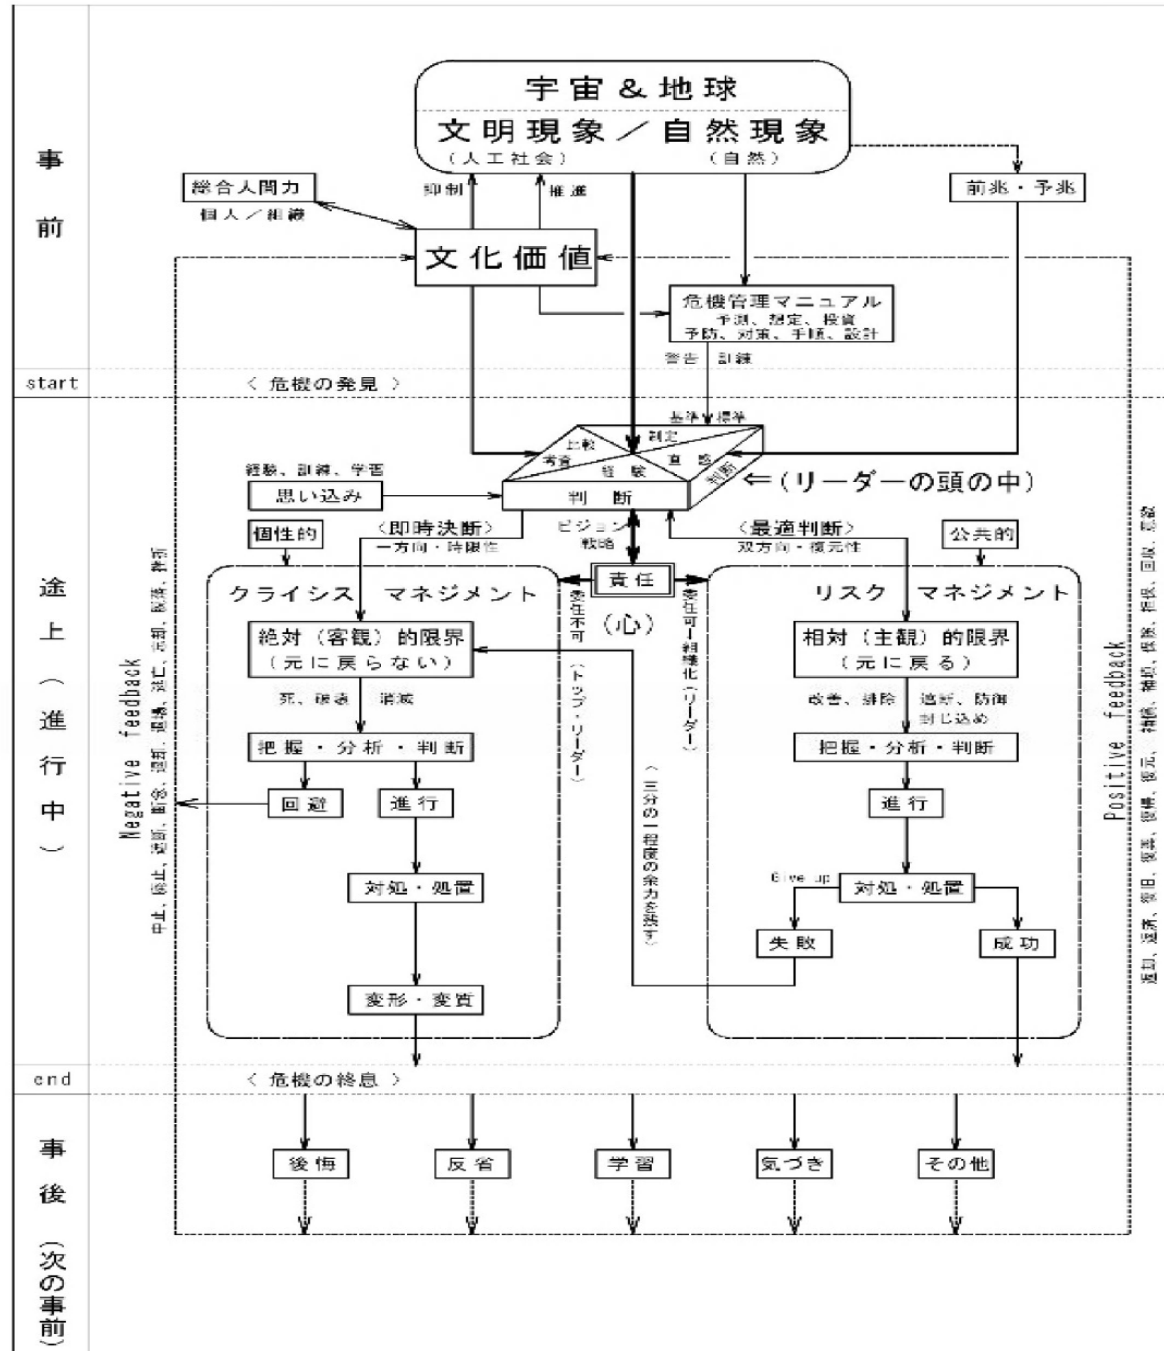 事前
宇宙＆地球
文明現象／自然現象
(人工社会)
(自然)
総合人間力
個人／組織
抑制
推進
前兆・予兆
文化価値
危機管理マニュアル
予測、想定、投資
予防、対策、手順、設計
警告
訓練
start
〈 危機の発見 〉
途上(進行中)
基準
標準
比較
考査
制定
直感
経験
判断
判断
⇐(リーダーの頭の中)
経験、訓練、学習
思い込み
〈即時決断〉
一方向・時限性
ビジョン
戦略
〈最適判断〉
双方向・復元性
個性的
公共的
責任
(心)
クライシス マネジメント
リスク マネジメント
委任不可 (トップ・リーダー)
委任可―組織化(リーダー)
絶対(客観)的限界
(元に戻らない)
相対(主観)的限界
(元に戻る)
死、破壊
消滅
改善、排除
遮断、防御
封じ込め
把握・分析・判断
把握・分析・判断
回避
進行
進行
(三分の一程度の余力を残す)
対処・処置
Give up
対処・処置
失敗
成功
変形・変質
Negative feedback
Positive feedback
end
〈 危機の終息 〉
事後 (次の事前)
後悔
反省
学習
気づき
その他